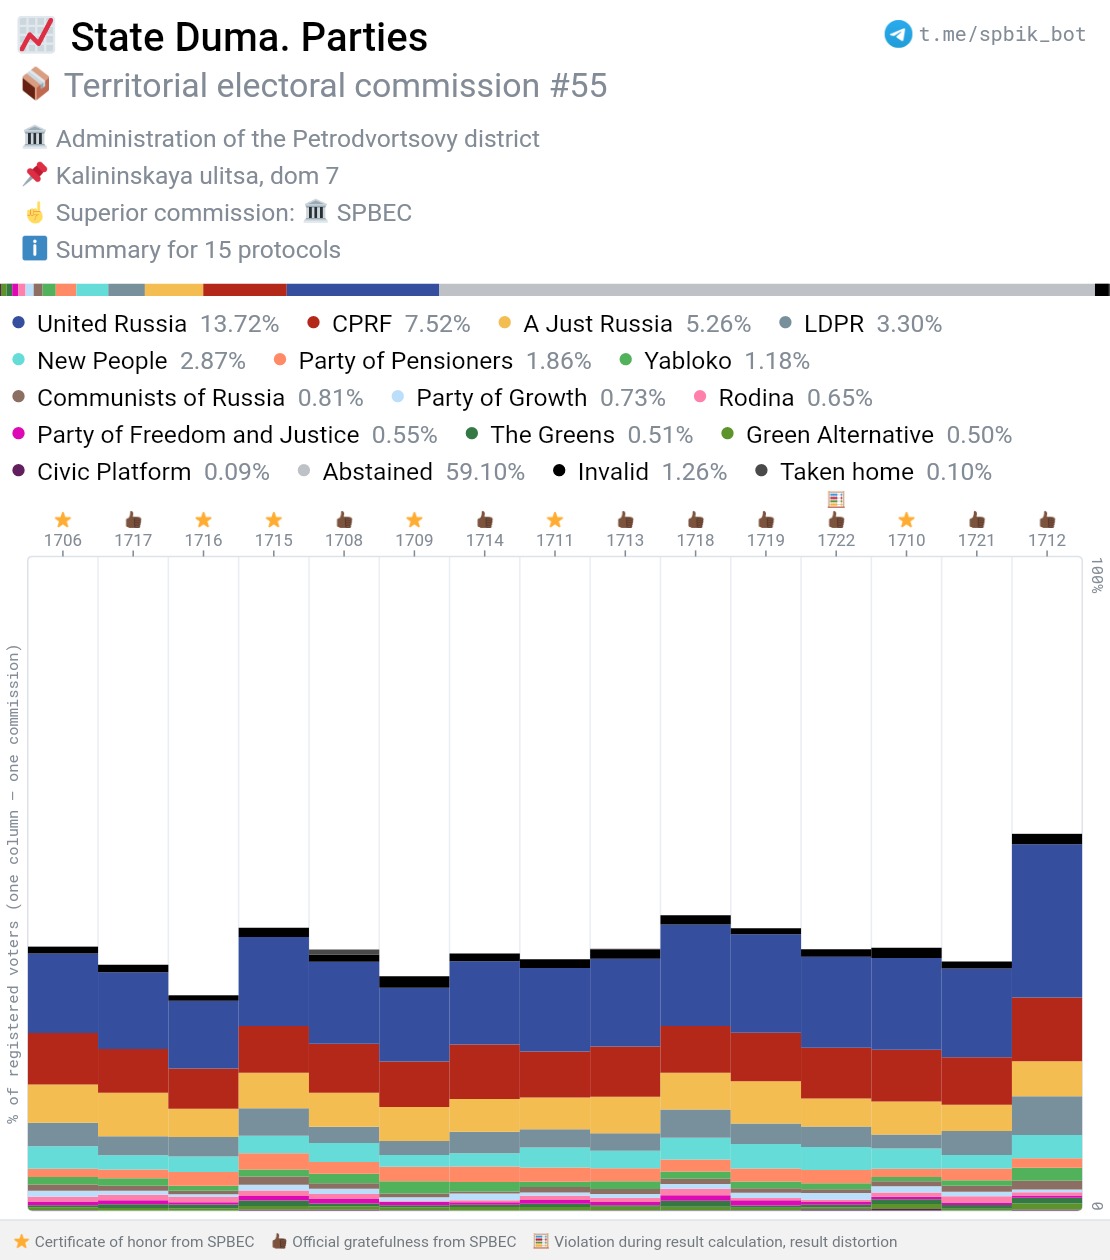 State Duma. Parties
t.me/spbik_bot
Territorial electoral commission #55
Administration of the Petrodvortsovy district
Kalininskaya ulitsa, dom 7
Superior commission: SPBEC
Summary for 15 protocols
United Russia 13.72% CPRF 7.52% A Just Russia 5.26% LDPR 3.30%
New People 2.87% Party of Pensioners 1.86% Yabloko 1.18%
Communists of Russia 0.81% Party of Growth 0.73% Rodina 0.65%
Party of Freedom and Justice 0.55% The Greens 0.51% Green Alternative 0.50%
Civic Platform 0.09% Abstained 59.10% Invalid 1.26% Taken home 0.10%
1706 1717 1716 1715 1708 1709 1714 1711 1713 1718 1719 1722 1710 1721 1712
100%
% of registered voters (one column – one commission)
0
Certificate of honor from SPBEC Official gratefulness from SPBEC Violation during result calculation, result distortion